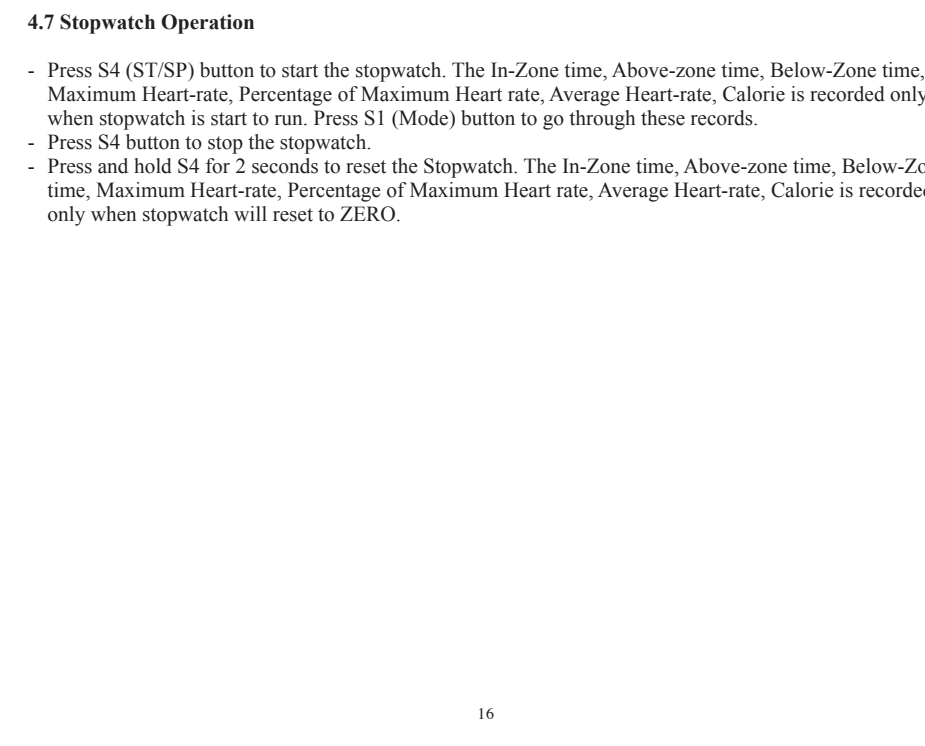 4.7 Stopwatch Operation
- Press S4 (ST/SP) button to start the stopwatch. The In-Zone time, Above-zone time, Below-Zone time,
Maximum Heart-rate, Percentage of Maximum Heart rate, Average Heart-rate, Calorie is recorded only
when stopwatch is start to run. Press S1 (Mode) button to go through these records.
- Press S4 button to stop the stopwatch.
- Press and hold S4 for 2 seconds to reset the Stopwatch. The In-Zone time, Above-zone time,
time, Maximum Heart-rate, Percentage of Maximum Heart rate, Average Heart-rate, Calorie is recorded
only when stopwatch will reset to ZERO.
16